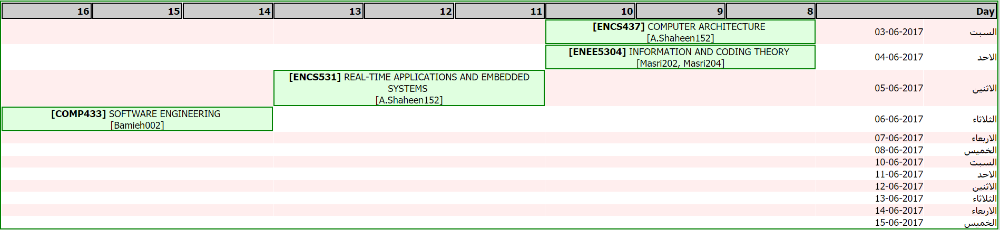 Day 8 9 10 11 12 13 14 15 16
السبت 03-06-2017
[ENCS437] COMPUTER ARCHITECTURE
[A.Shaheen152]
الاحد 04-06-2017
[ENEE5304] INFORMATION AND CODING THEORY
[Masri202, Masri204]
الاثنين 05-06-2017
[ENCS531] REAL-TIME APPLICATIONS AND EMBEDDED
SYSTEMS
[A.Shaheen152]
الثلاثاء 06-06-2017
[COMP433] SOFTWARE ENGINEERING
[Bamieh002]
الاربعاء 07-06-2017
الخميس 08-06-2017
السبت 10-06-2017
الاحد 11-06-2017
الاثنين 12-06-2017
الثلاثاء 13-06-2017
الاربعاء 14-06-2017
الخميس 15-06-2017